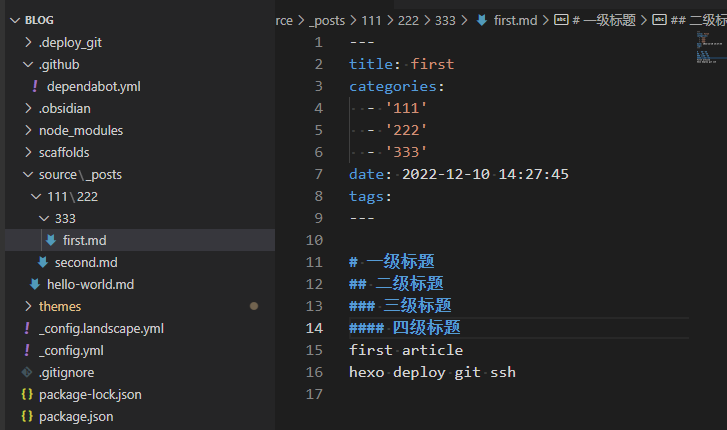 BLOG
.deploy_git
.github
dependabot.yml
.obsidian
node_modules
scaffolds
source\_posts
111\222
333
first.md
second.md
hello-world.md
themes
_config.landscape.yml
_config.yml
.gitignore
package-lock.json
package.json
rce > _posts > 111 > 222 > 333 > first.md > # 一级标题 > ## 二级标题
1 ---
2 title: first
3 categories:
4 - '111'
5 - '222'
6 - '333'
7 date: 2022-12-10 14:27:45
8 tags:
9 ---
10
11 # 一级标题
12 ## 二级标题
13 ### 三级标题
14 #### 四级标题
15 first article
16 hexo deploy git ssh
17